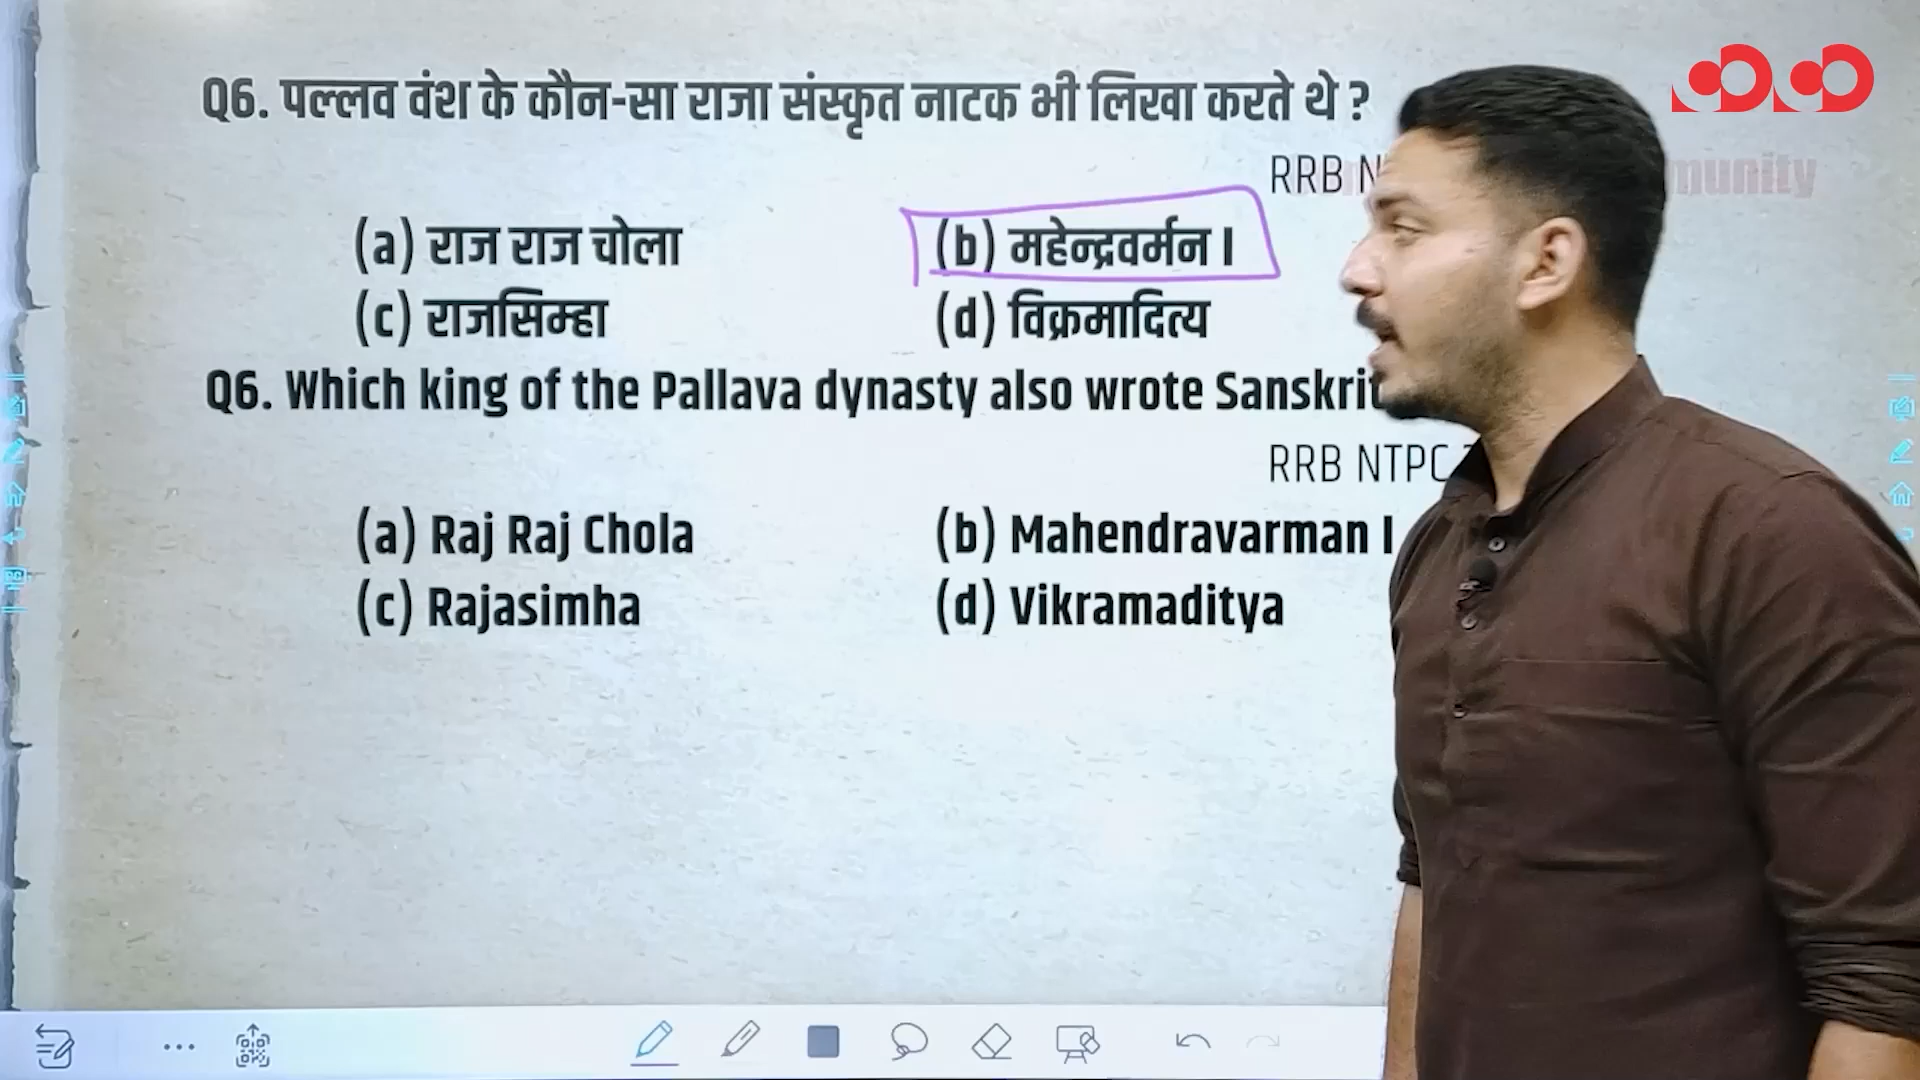 Q6. पल्लव वंश के कौन-सा राजा संस्कृत नाटक भी लिखा करते थे ?
RRB
munity
(a) राज राज चोला (b) महेन्द्रवर्मन I
(c) राजसिम्हा (d) विक्रमादित्य
Q6. Which king of the Pallava dynasty also wrote Sanskrit
RRB NTPC
(a) Raj Raj Chola (b) Mahendravarman I
(c) Rajasimha (d) Vikramaditya